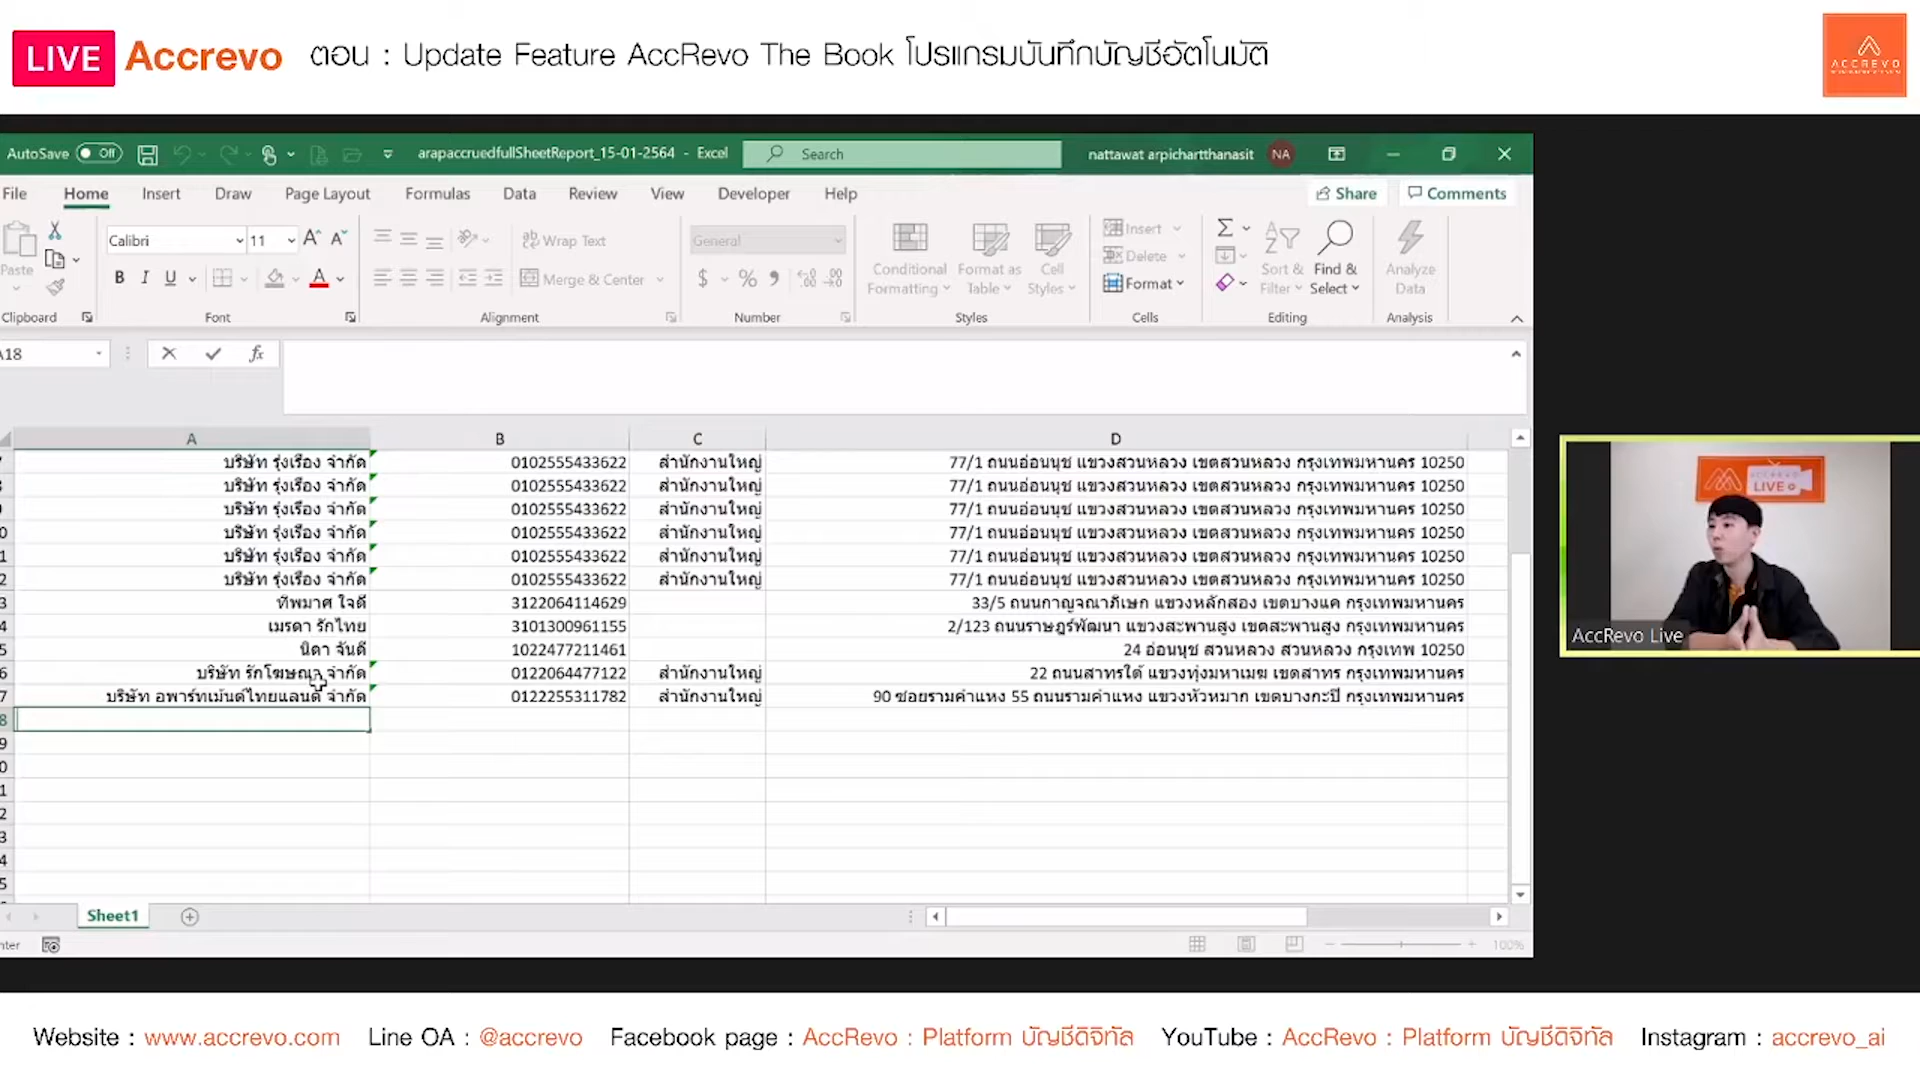 LIVE Accrevo ตอน : Update Feature AccRevo The Book โปรแกรมบันทึกบัญชีอัตโนมัติ
ACCREVO
AutoSave Off arapaccruedfullSheetReport_15-01-2564 - Excel Search nattawat arpichartthanasit NA
File Home Insert Draw Page Layout Formulas Data Review View Developer Help Share Comments
Paste Calibri 11 Wrap Text General Insert
B I U Merge & Center $ % Conditional Formatting Format as Table Cell Styles Delete Format Sort & Filter Find & Select Analyze Data
Clipboard Font Alignment Number Styles Cells Editing Analysis
A18 fx
A B C D
บริษัท รุ่งเรือง จำกัด 0102555433622 สำนักงานใหญ่ 77/1 ถนนอ่อนนุช แขวงสวนหลวง เขตสวนหลวง กรุงเทพมหานคร 10250
บริษัท รุ่งเรือง จำกัด 0102555433622 สำนักงานใหญ่ 77/1 ถนนอ่อนนุช แขวงสวนหลวง เขตสวนหลวง กรุงเทพมหานคร 10250
บริษัท รุ่งเรือง จำกัด 0102555433622 สำนักงานใหญ่ 77/1 ถนนอ่อนนุช แขวงสวนหลวง เขตสวนหลวง กรุงเทพมหานคร 10250
บริษัท รุ่งเรือง จำกัด 0102555433622 สำนักงานใหญ่ 77/1 ถนนอ่อนนุช แขวงสวนหลวง เขตสวนหลวง กรุงเทพมหานคร 10250
บริษัท รุ่งเรือง จำกัด 0102555433622 สำนักงานใหญ่ 77/1 ถนนอ่อนนุช แขวงสวนหลวง เขตสวนหลวง กรุงเทพมหานคร 10250
บริษัท รุ่งเรือง จำกัด 0102555433622 สำนักงานใหญ่ 77/1 ถนนอ่อนนุช แขวงสวนหลวง เขตสวนหลวง กรุงเทพมหานคร 10250
ทิพมาศ ใจดี 3122064114629 33/5 ถนนกาญจณาภิเษก แขวงหลักสอง เขตบางแค กรุงเทพมหานคร
เมรดา รักไทย 3101300961155 2/123 ถนนราษฎร์พัฒนา แขวงสะพานสูง เขตสะพานสูง กรุงเทพมหานคร
นิดา จันดี 1022477211461 24 อ่อนนุช สวนหลวง สวนหลวง กรุงเทพ 10250
บริษัท รักโฆษณา จำกัด 0122064477122 สำนักงานใหญ่ 22 ถนนสาทรใต้ แขวงทุ่งมหาเมฆ เขตสาทร กรุงเทพมหานคร
บริษัท อพาร์ทเม้นต์ไทยแลนด์ จำกัด 0122255311782 สำนักงานใหญ่ 90 ซอยรามคำแหง 55 ถนนรามคำแหง แขวงหัวหมาก เขตบางกะปิ กรุงเทพมหานคร
ACCREVO LIVE
AccRevo Live
Sheet1
100%
Website : www.accrevo.com Line OA : @accrevo Facebook page : AccRevo : Platform บัญชีดิจิทัล YouTube : AccRevo : Platform บัญชีดิจิทัล Instagram : accrevo_ai